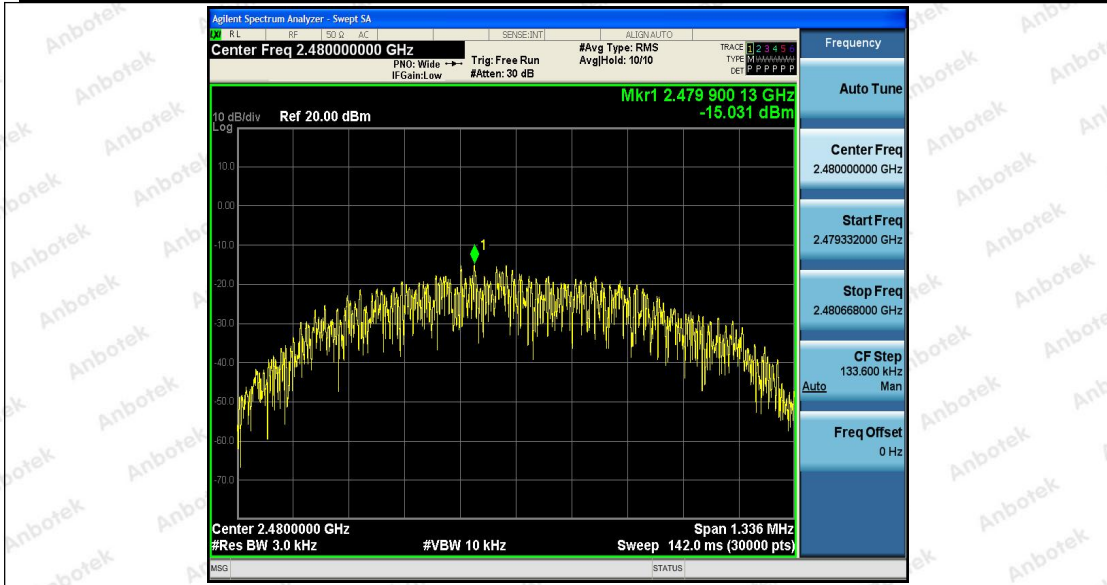 Agilent Spectrum Analyzer - Swept SA
LXI RL RF 50 Ω AC SENSE:INT ALIGNAUTO
Center Freq 2.480000000 GHz
PNO: Wide
IFGain:Low
Trig: Free Run
#Atten: 30 dB
#Avg Type: RMS
Avg|Hold: 10/10
TRACE 1 2 3 4 5 6
TYPE M
DET P P P P P P
Mkr1 2.479 900 13 GHz
-15.031 dBm
10 dB/div Ref 20.00 dBm
Log
10.0
0.00
-10.0
-20.0
-30.0
-40.0
-50.0
-60.0
-70.0
1
Center 2.4800000 GHz Span 1.336 MHz
#Res BW 3.0 kHz #VBW 10 kHz Sweep 142.0 ms (30000 pts)
MSG STATUS
Frequency
Auto Tune
Center Freq
2.480000000 GHz
Start Freq
2.479332000 GHz
Stop Freq
2.480668000 GHz
CF Step
133.600 kHz
Auto Man
Freq Offset
0 Hz
Anbotek